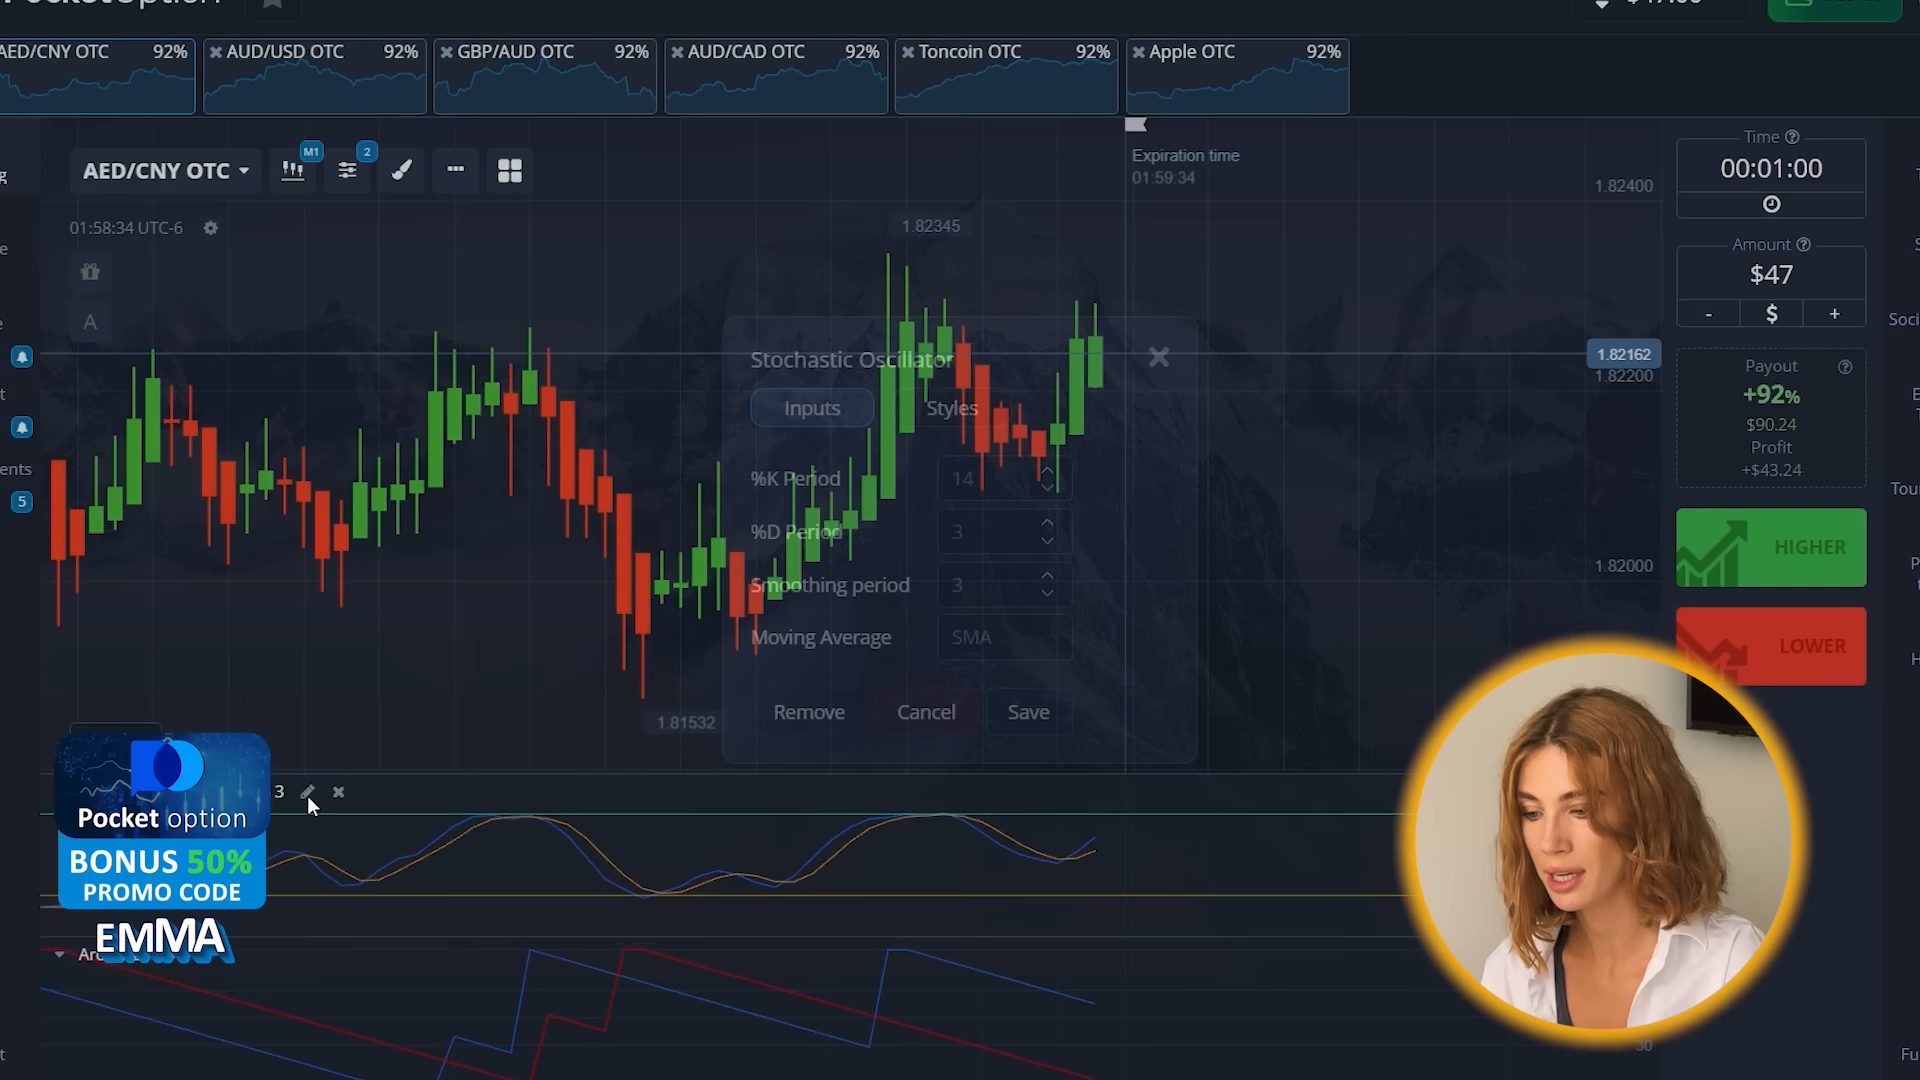 AED/CNY OTC 92%
AUD/USD OTC 92%
GBP/AUD OTC 92%
AUD/CAD OTC 92%
Toncoin OTC 92%
Apple OTC 92%
AED/CNY OTC
M1
2
01:58:34 UTC-6
A
5
Expiration time
01:59:34
1.82345
1.82400
1.82162
1.82200
1.82000
1.81532
Stochastic Oscillator
Inputs
Styles
%K Period 14
%D Period 3
Smoothing period 3
Moving Average SMA
Remove
Cancel
Save
Time
00:01:00
Amount
$47
- $ +
Payout
+92%
$90.24
Profit
+$43.24
HIGHER
LOWER
3
Pocket option
BONUS 50%
PROMO CODE
EMMA
30